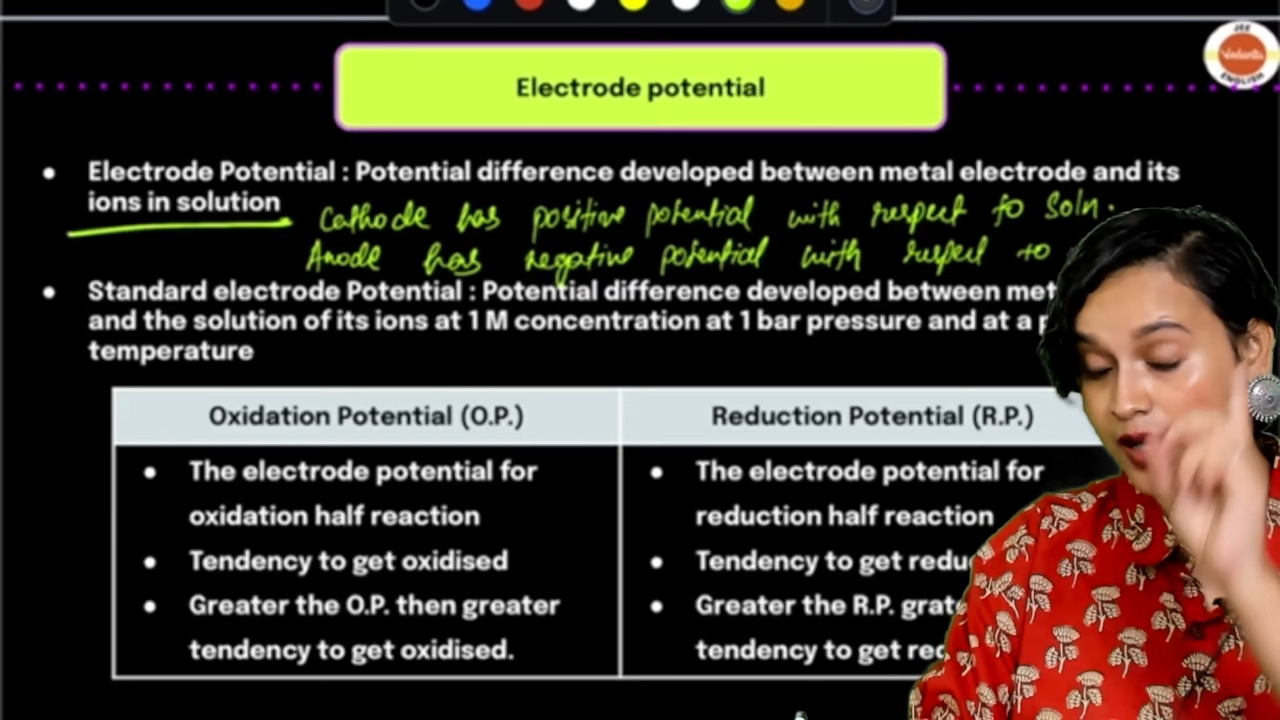 JEE
Vedantu
ENGLISH
Electrode potential
Electrode Potential : Potential difference developed between metal electrode and its
ions in solution
Cathode has positive potential with respect to Soln.
Anode has negative potential with respect to
Standard electrode Potential : Potential difference developed between met
and the solution of its ions at 1 M concentration at 1 bar pressure and at a p
temperature
Oxidation Potential (O.P.)
The electrode potential for
oxidation half reaction
Tendency to get oxidised
Greater the O.P. then greater
tendency to get oxidised.
Reduction Potential (R.P.)
The electrode potential for
reduction half reaction
Tendency to get redu
Greater the R.P. grat
tendency to get red